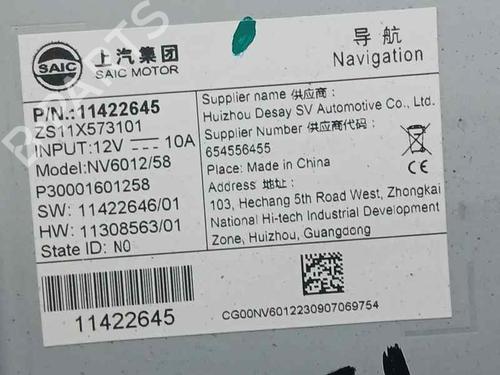 SAIC
上汽集团
SAIC MOTOR
导航
Navigation
P/N.:11422645
ZS11X573101
INPUT:12V 10A
Model:NV6012/58
P30001601258
SW: 11422646/01
HW: 11308563/01
State ID: N0
Supplier name 供应商:
Huizhou Desay SV Automotive Co., Ltd.
Supplier Number 供应商代码:
654556455
Place: Made in China
Address 地址:
103, Hechang 5th Road West, Zhongkai
National Hi-tech Industrial Development
Zone, Huizhou, Guangdong
11422645
CG00NV6012230907069754
B-PARTS